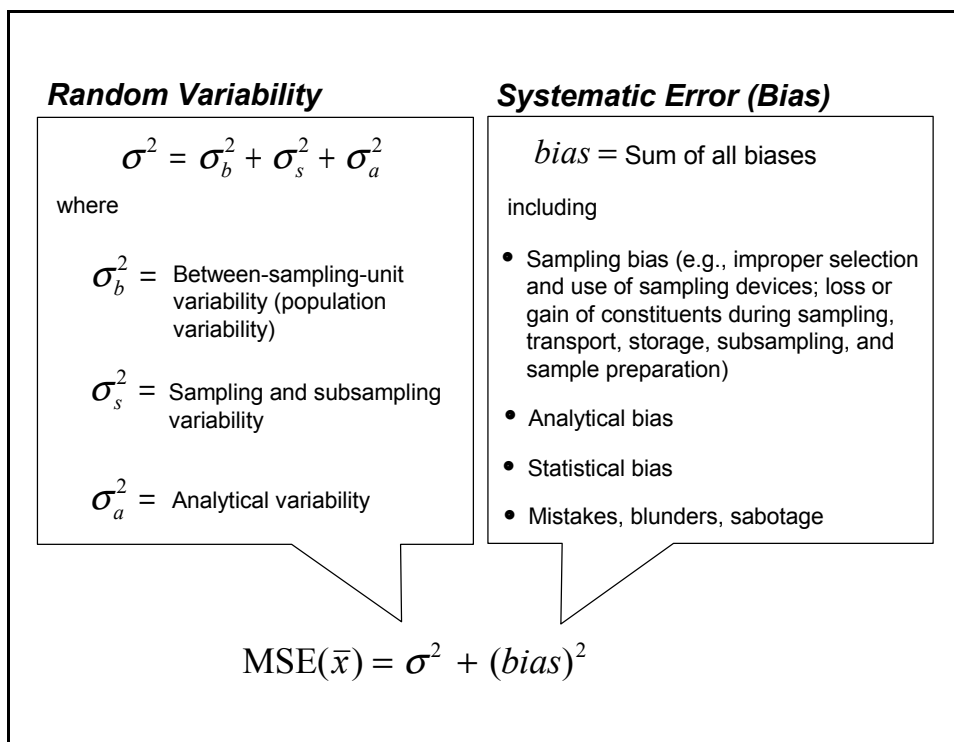 Random Variability
σ² = σ_b² + σ_s² + σ_a²
where
σ_b² = Between-sampling-unit
variability (population
variability)
σ_s² = Sampling and subsampling
variability
σ_a² = Analytical variability
Systematic Error (Bias)
bias = Sum of all biases
including
• Sampling bias (e.g., improper selection
and use of sampling devices; loss or
gain of constituents during sampling,
transport, storage, subsampling, and
sample preparation)
• Analytical bias
• Statistical bias
• Mistakes, blunders, sabotage
MSE(x̄) = σ² + (bias)²